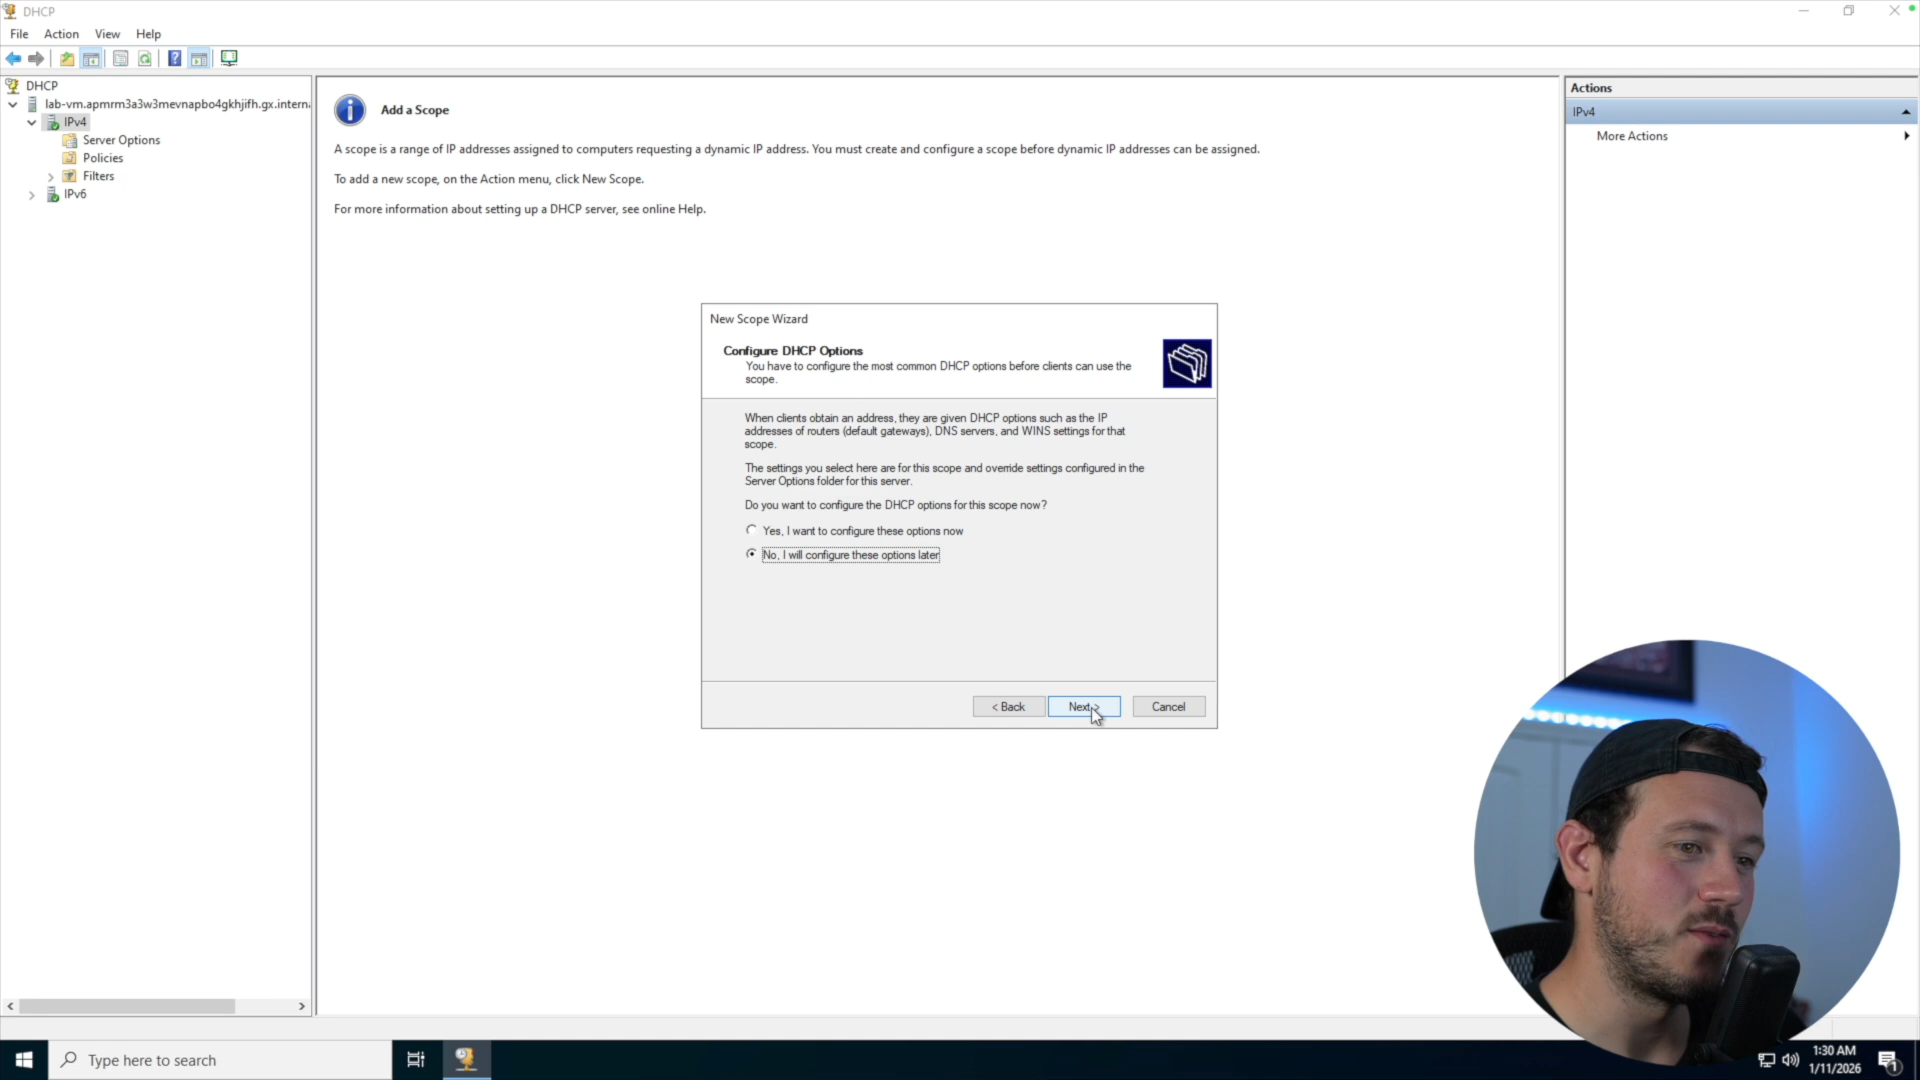 DHCP
File Action View Help
DHCP
lab-vm.apmrm3a3w3mevnapbo4gkhjifh.gx.interna
IPv4
Server Options
Policies
Filters
IPv6
Add a Scope
A scope is a range of IP addresses assigned to computers requesting a dynamic IP address. You must create and configure a scope before dynamic IP addresses can be assigned.
To add a new scope, on the Action menu, click New Scope.
For more information about setting up a DHCP server, see online Help.
Actions
IPv4
More Actions
New Scope Wizard
Configure DHCP Options
You have to configure the most common DHCP options before clients can use the
scope.
When clients obtain an address, they are given DHCP options such as the IP
addresses of routers (default gateways), DNS servers, and WINS settings for that
scope.
The settings you select here are for this scope and override settings configured in the
Server Options folder for this server.
Do you want to configure the DHCP options for this scope now?
Yes, I want to configure these options now
No, I will configure these options later
< Back Next > Cancel
Type here to search
1:30 AM
1/11/2026
1